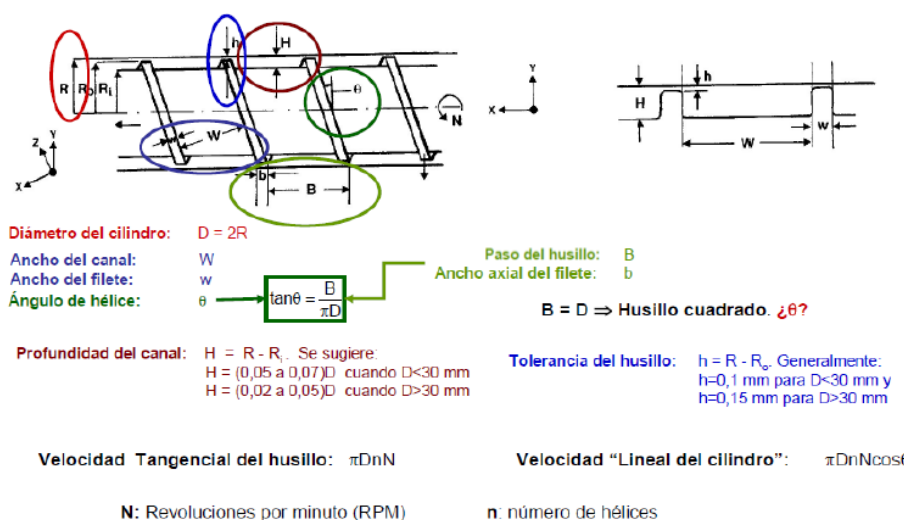 h H
R Rₒ Rᵢ θ
N
w W
Z Y
X
b B
Y
X
h
H
W w
Diámetro del cilindro: D = 2R
Ancho del canal: W
Ancho del filete: w
Ángulo de hélice: θ
tanθ = B / πD
Paso del husillo: B
Ancho axial del filete: b
B = D ⇒ Husillo cuadrado. ¿θ?
Profundidad del canal: H = R - Rᵢ. Se sugiere:
H = (0,05 a 0,07)D cuando D<30 mm
H = (0,02 a 0,05)D cuando D>30 mm
Tolerancia del husillo: h = R - Rₒ. Generalmente:
h=0,1 mm para D<30 mm y
h=0,15 mm para D>30 mm
Velocidad Tangencial del husillo: πDnN
Velocidad “Lineal del cilindro”: πDnNcosθ
N: Revoluciones por minuto (RPM)
n: número de hélices